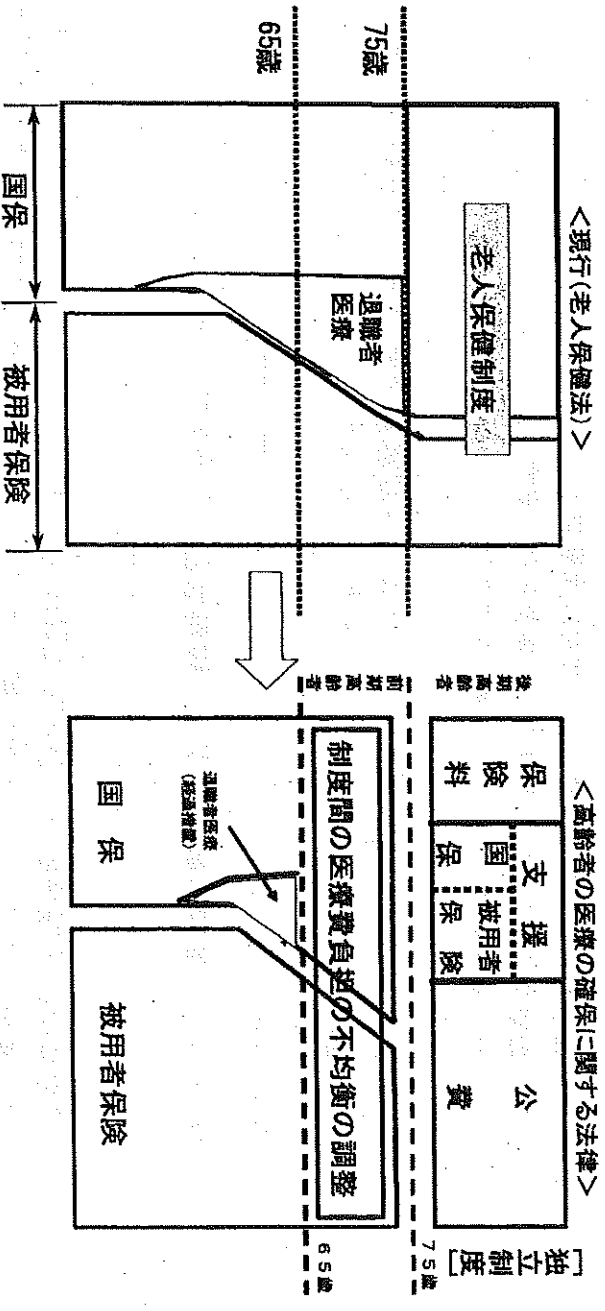 ＜現行(老人保健法)＞
75歳
65歳
老人保健制度
退職者
医療
国保
被用者保険
＜高齢者の医療の確保に関する法律＞
[独立制度]
後期高齢者
前期高齢者
75歳
65歳
保険料
支援
国保
被用者
保険
公費
制度間の医療費負担の不均衡の調整
退職者医療
(経過措置)
国保
被用者保険